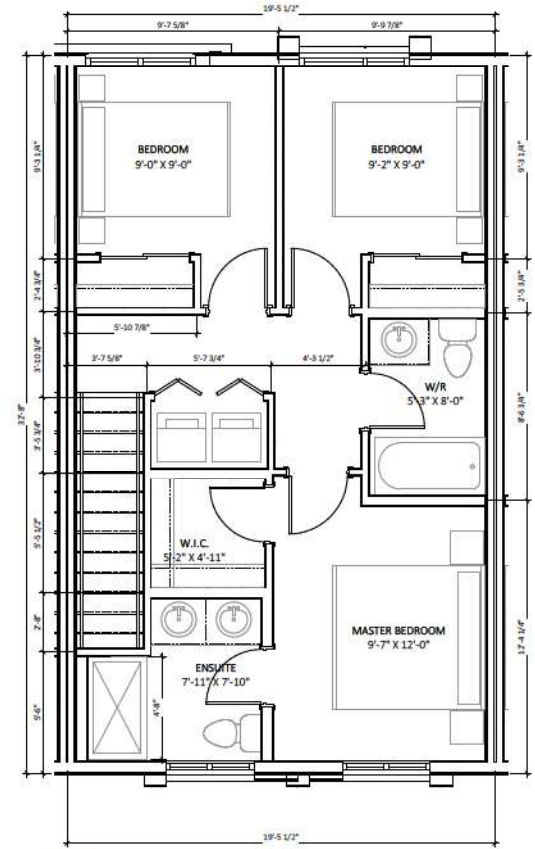 19'-5 1/2"
9'-7 5/8"
9'-9 7/8"
BEDROOM
9'-0" X 9'-0"
BEDROOM
9'-2" X 9'-0"
9'-3 1/4"
9'-3 1/4"
2'-4 3/4"
2'-5 3/4"
5'-10 7/8"
3'-10 3/4"
3'-7 5/8"
5'-7 3/4"
4'-3 1/2"
W/R
5'-3" X 8'-0"
8'-6 3/4"
32'-8"
3'-5 3/4"
5'-5 1/2"
W.I.C.
5'-2" X 4'-11"
2'-8"
MASTER BEDROOM
9'-7" X 12'-0"
12'-4 1/4"
ENSUITE
7'-11" X 7'-10"
4'-8"
5'-6"
19'-5 1/2"